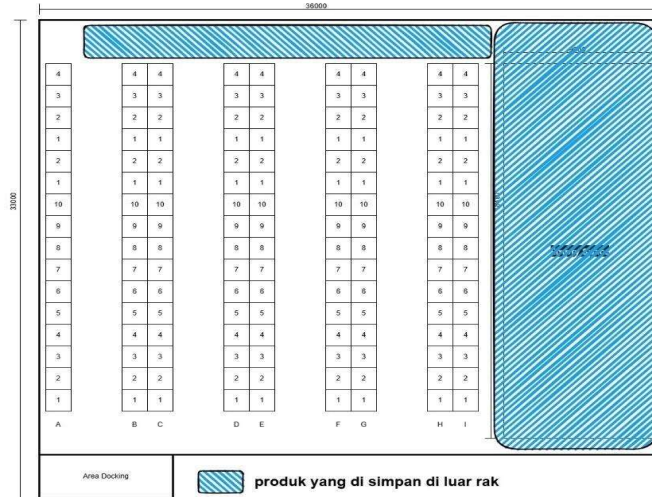 36000
4 4 4 4 4 4 4 4 4
3 3 3 3 3 3 3 3 3
2 2 2 2 2 2 2 2 2
1 1 1 1 1 1 1 1 1
2 2 2 2 2 2 2 2 2
1 1 1 1 1 1 1 1 1
33000
10 10 10 10 10 10 10 10 10
9 9 9 9 9 9 9 9 9
8 8 8 8 8 8 8 8 8
7 7 7 7 7 7 7 7 7
6 6 6 6 6 6 6 6 6
5 5 5 5 5 5 5 5 5
4 4 4 4 4 4 4 4 4
3 3 3 3 3 3 3 3 3
2 2 2 2 2 2 2 2 2
1 1 1 1 1 1 1 1 1
A B C D E F G H I
Area Docking
produk yang di simpan di luar rak